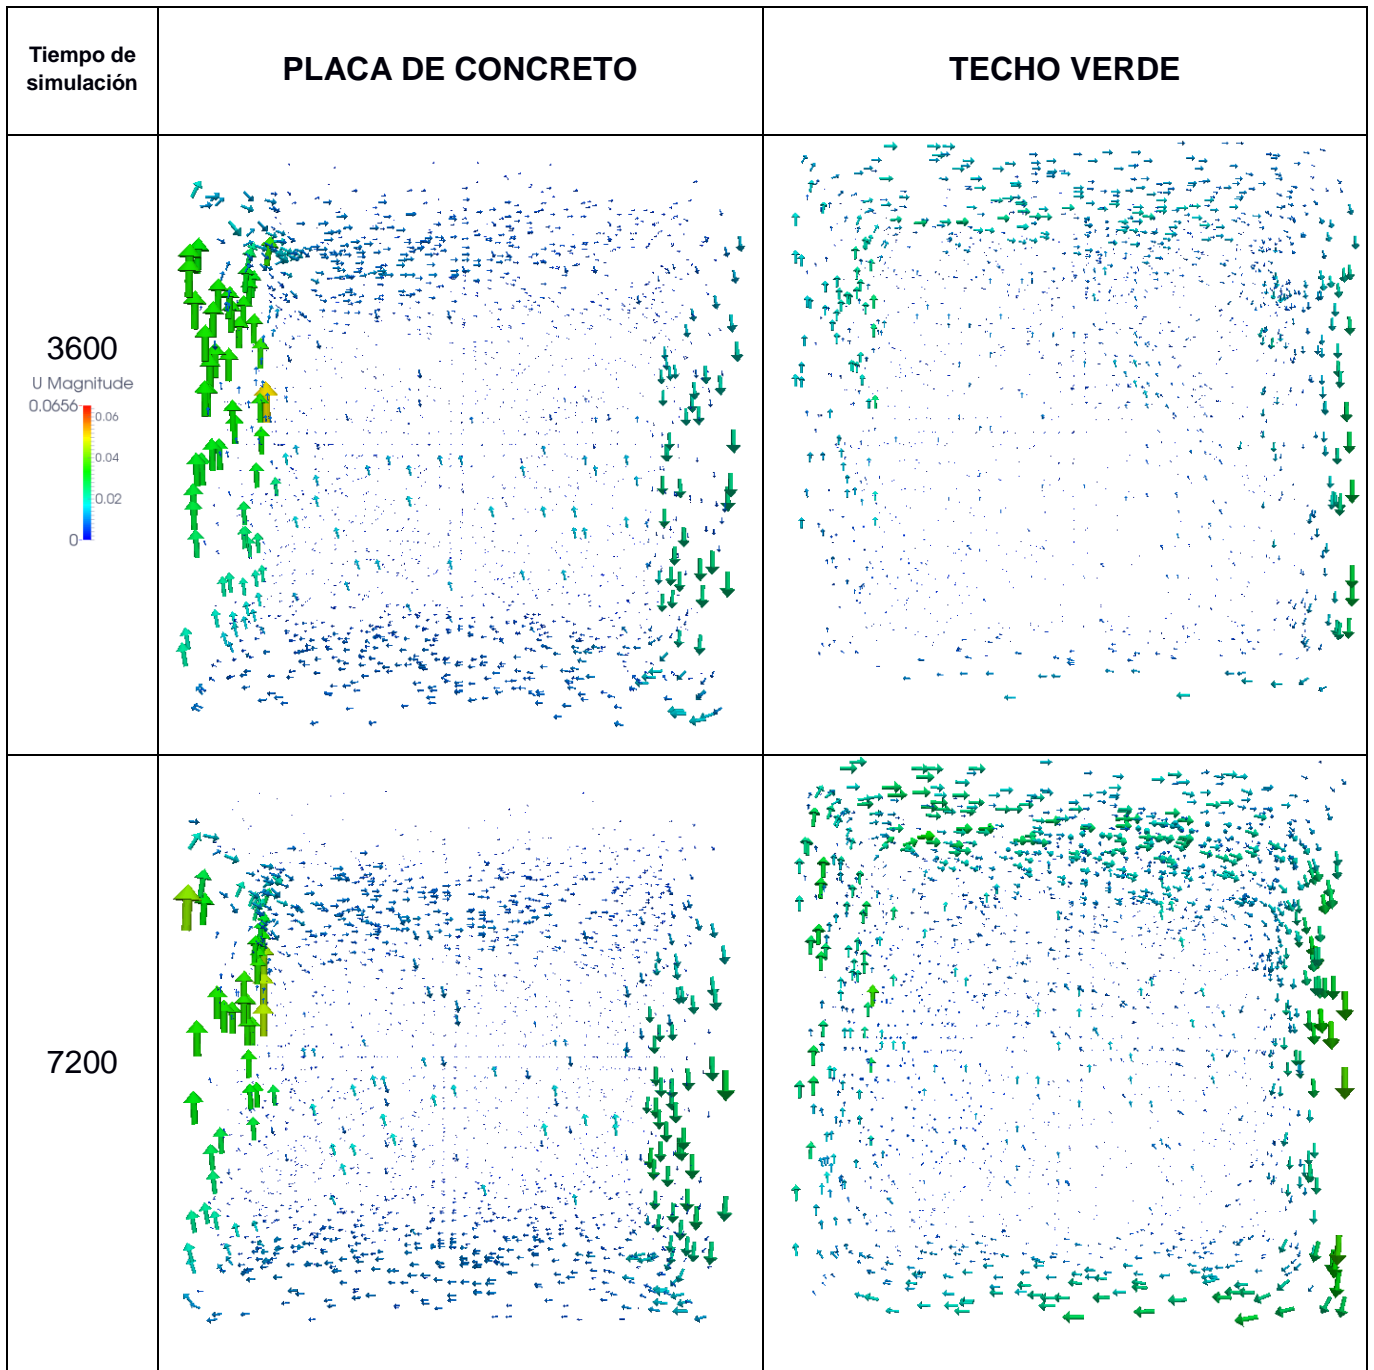 Tiempo de
simulación
PLACA DE CONCRETO
TECHO VERDE
3600
U Magnitude
0.0656
0.06
0.04
0.02
0
7200